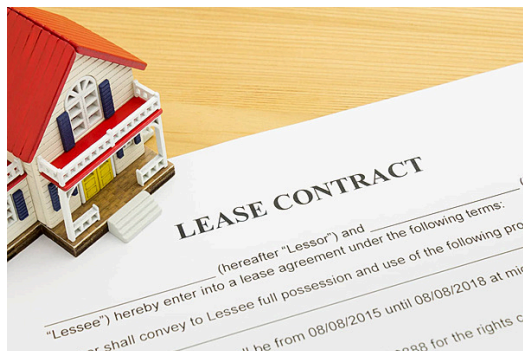 LEASE CONTRACT
(hereafter “Lessor”) and
“Lessee”) hereby enter into a lease agreement under the following terms:
shall convey to Lessee full possession and use of the following
be from 08/08/2015 until 08/08/2018 at
for the rights